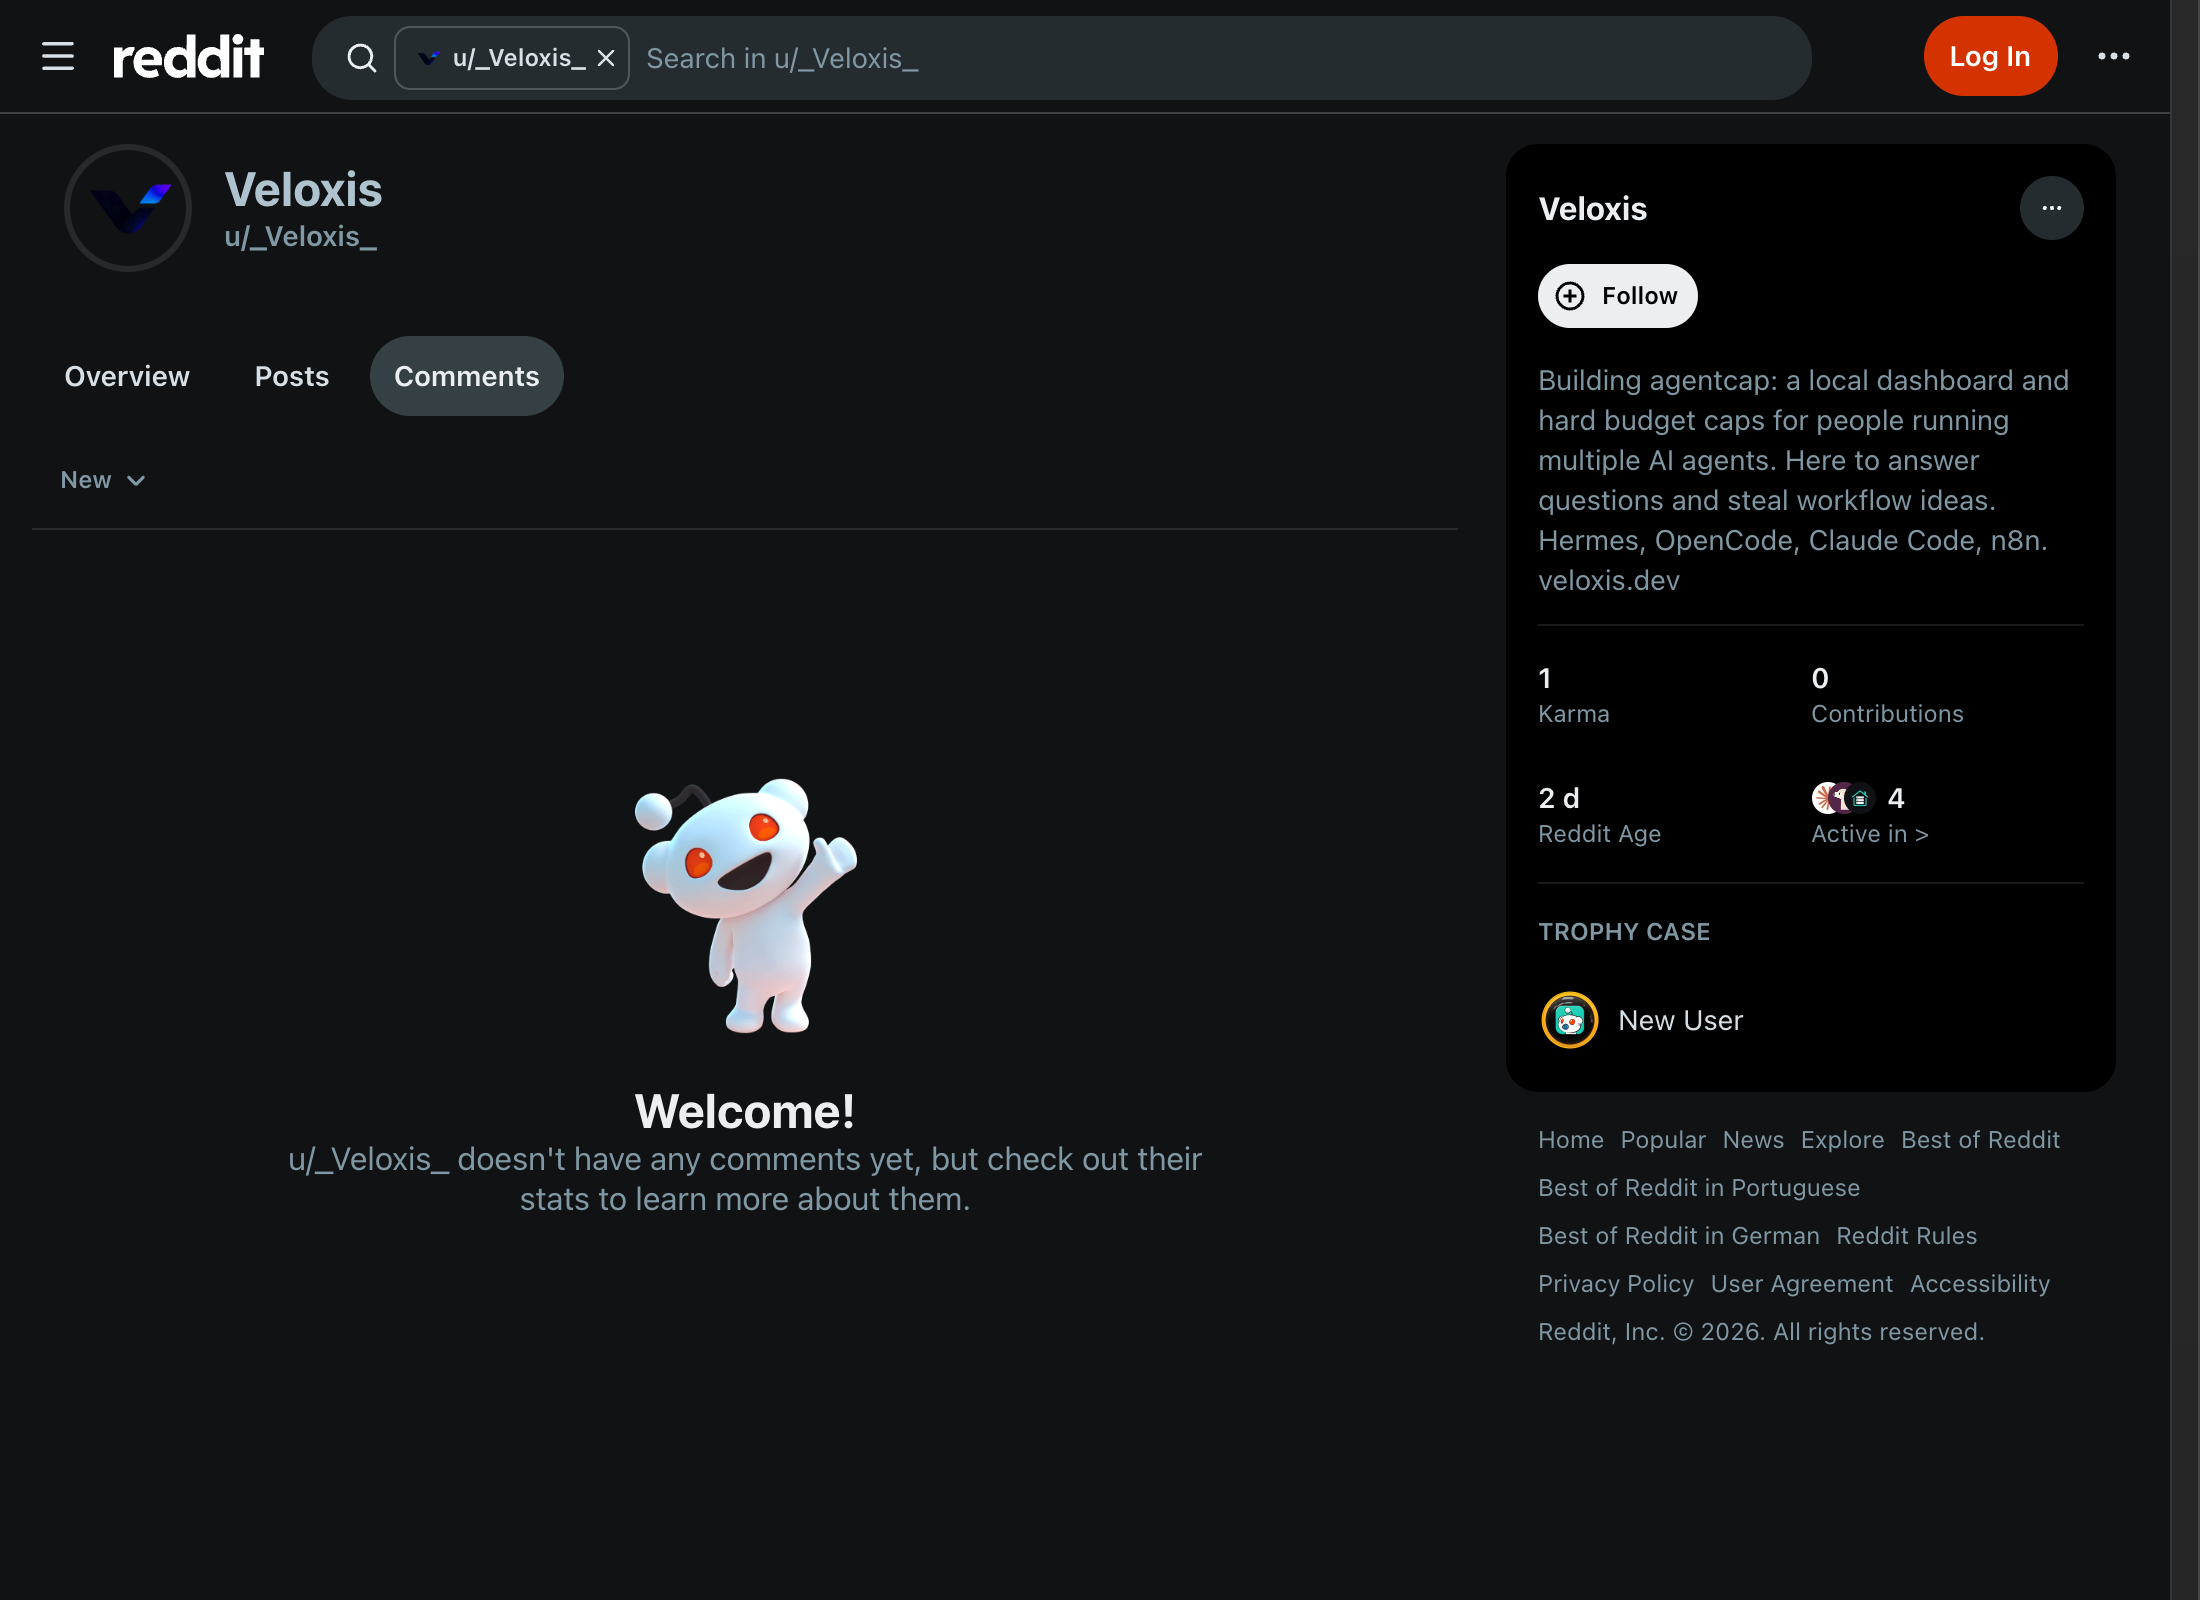 reddit
u/_Veloxis_
Search in u/_Veloxis_
Log In
Veloxis
u/_Veloxis_
Overview
Posts
Comments
New
Welcome!
u/_Veloxis_ doesn't have any comments yet, but check out their
stats to learn more about them.
Veloxis
Follow
Building agentcap: a local dashboard and
hard budget caps for people running
multiple AI agents. Here to answer
questions and steal workflow ideas.
Hermes, OpenCode, Claude Code, n8n.
veloxis.dev
1
Karma
0
Contributions
2 d
Reddit Age
4
Active in >
TROPHY CASE
New User
Home Popular News Explore Best of Reddit
Best of Reddit in Portuguese
Best of Reddit in German Reddit Rules
Privacy Policy User Agreement Accessibility
Reddit, Inc. © 2026. All rights reserved.